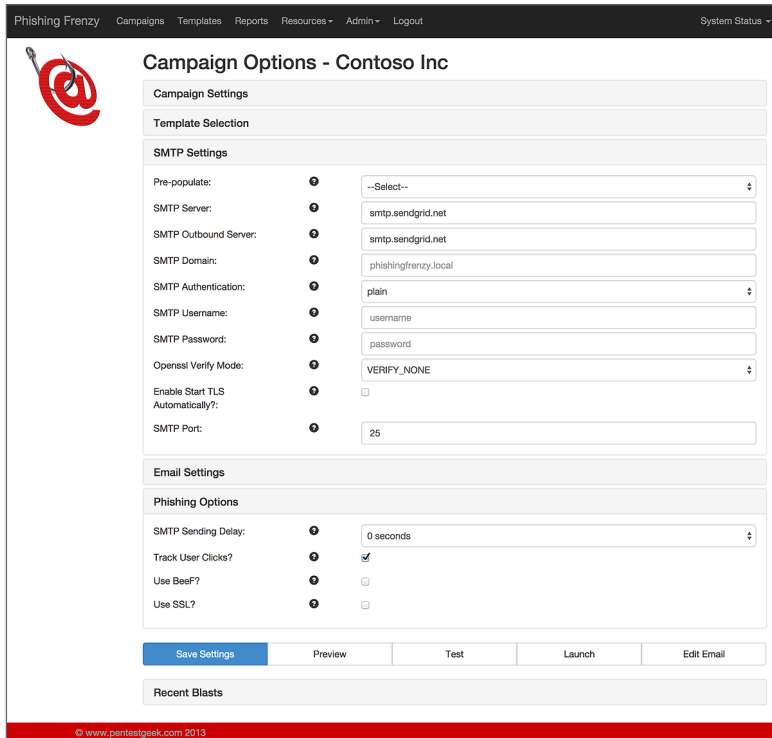 Phishing Frenzy Campaigns Templates Reports Resources Admin Logout System Status
Campaign Options - Contoso Inc
Campaign Settings
Template Selection
SMTP Settings
Pre-populate: ? --Select--
SMTP Server: ? smtp.sendgrid.net
SMTP Outbound Server: ? smtp.sendgrid.net
SMTP Domain: ? phishingfrenzy.local
SMTP Authentication: ? plain
SMTP Username: ? username
SMTP Password: ? password
Openssl Verify Mode: ? VERIFY_NONE
Enable Start TLS ?
Automatically?:
SMTP Port: ? 25
Email Settings
Phishing Options
SMTP Sending Delay: ? 0 seconds
Track User Clicks? ?
Use BeeF? ?
Use SSL? ?
Save Settings Preview Test Launch Edit Email
Recent Blasts
© www.pentestgeek.com 2013